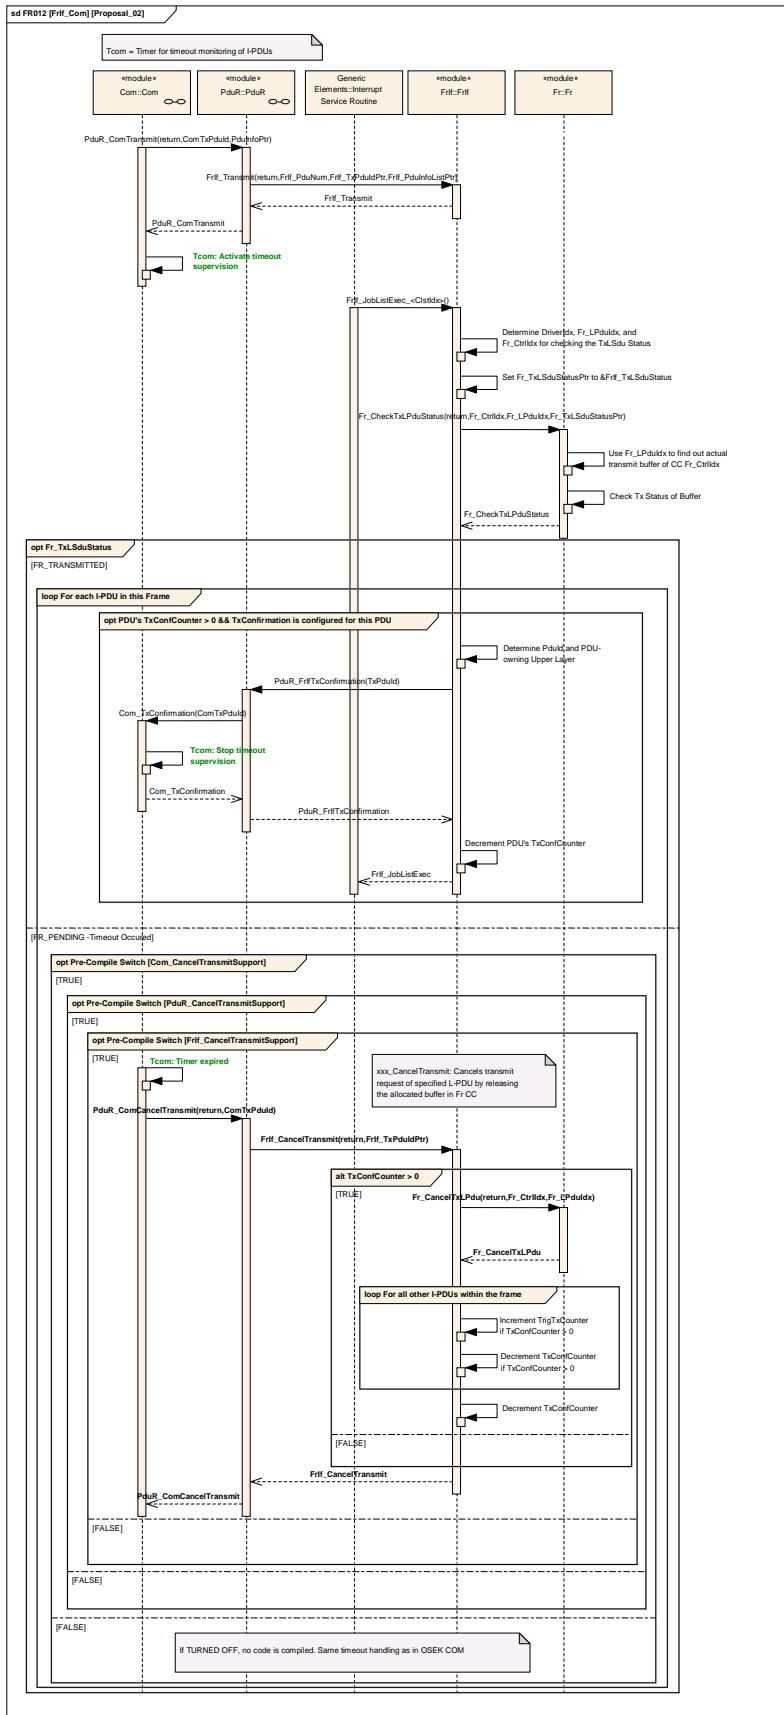 sd FR012 [FrIf_Com] [Proposal_02]
Tcom = Timer for timeout monitoring of I-PDUs
«module»
Com::Com
«module»
PduR::PduR
Generic
Elements::Interrupt
Service Routine
«module»
FrIf::FrIf
«module»
Fr::Fr
PduR_ComTransmit(return,ComTxPduId,PduInfoPtr)
FrIf_Transmit(return,FrIf_PduNum,FrIf_TxPduIdPtr,FrIf_PduInfoListPtr)
FrIf_Transmit
PduR_ComTransmit
Tcom: Activate timeout
supervision
FrIf_JobListExec_<ClstIdx>()
Determine DriverIdx, Fr_LPduIdx, and
Fr_CtrlIdx for checking the TxLSdu Status
Set Fr_TxLSduStatusPtr to &FrIf_TxLSduStatus
Fr_CheckTxLPduStatus(return,Fr_CtrlIdx,Fr_LPduIdx,Fr_TxLSduStatusPtr)
Use Fr_LPduIdx to find out actual
transmit buffer of CC Fr_CtrlIdx
Check Tx Status of Buffer
Fr_CheckTxLPduStatus
opt Fr_TxLSduStatus
[FR_TRANSMITTED]
loop For each I-PDU in this Frame
opt PDU's TxConfCounter > 0 && TxConfirmation is configured for this PDU
Determine PduId and PDU-
owning Upper Layer
PduR_FrIfTxConfirmation(TxPduId)
Com_TxConfirmation(ComTxPduId)
Tcom: Stop timeout
supervision
Com_TxConfirmation
PduR_FrIfTxConfirmation
Decrement PDU's TxConfCounter
FrIf_JobListExec
[FR_PENDING -Timeout Occured]
opt Pre-Compile Switch [Com_CancelTransmitSupport]
[TRUE]
opt Pre-Compile Switch [PduR_CancelTransmitSupport]
[TRUE]
opt Pre-Compile Switch [FrIf_CancelTransmitSupport]
[TRUE]
Tcom: Timer expired
xxx_CancelTransmit: Cancels transmit
request of specified L-PDU by releasing
the allocated buffer in Fr CC
PduR_ComCancelTransmit(return,ComTxPduId)
FrIf_CancelTransmit(return,FrIf_TxPduIdPtr)
alt TxConfCounter > 0
[TRUE]
Fr_CancelTxLPdu(return,Fr_CtrlIdx,Fr_LPduIdx)
Fr_CancelTxLPdu
loop For all other I-PDUs within the frame
Increment TrigTxCounter
if TxConfCounter > 0
Decrement TxConfCounter
if TxConfCounter > 0
Decrement TxConfCounter
[FALSE]
FrIf_CancelTransmit
PduR_ComCancelTransmit
[FALSE]
[FALSE]
[FALSE]
If TURNED OFF, no code is compiled. Same timeout handling as in OSEK COM